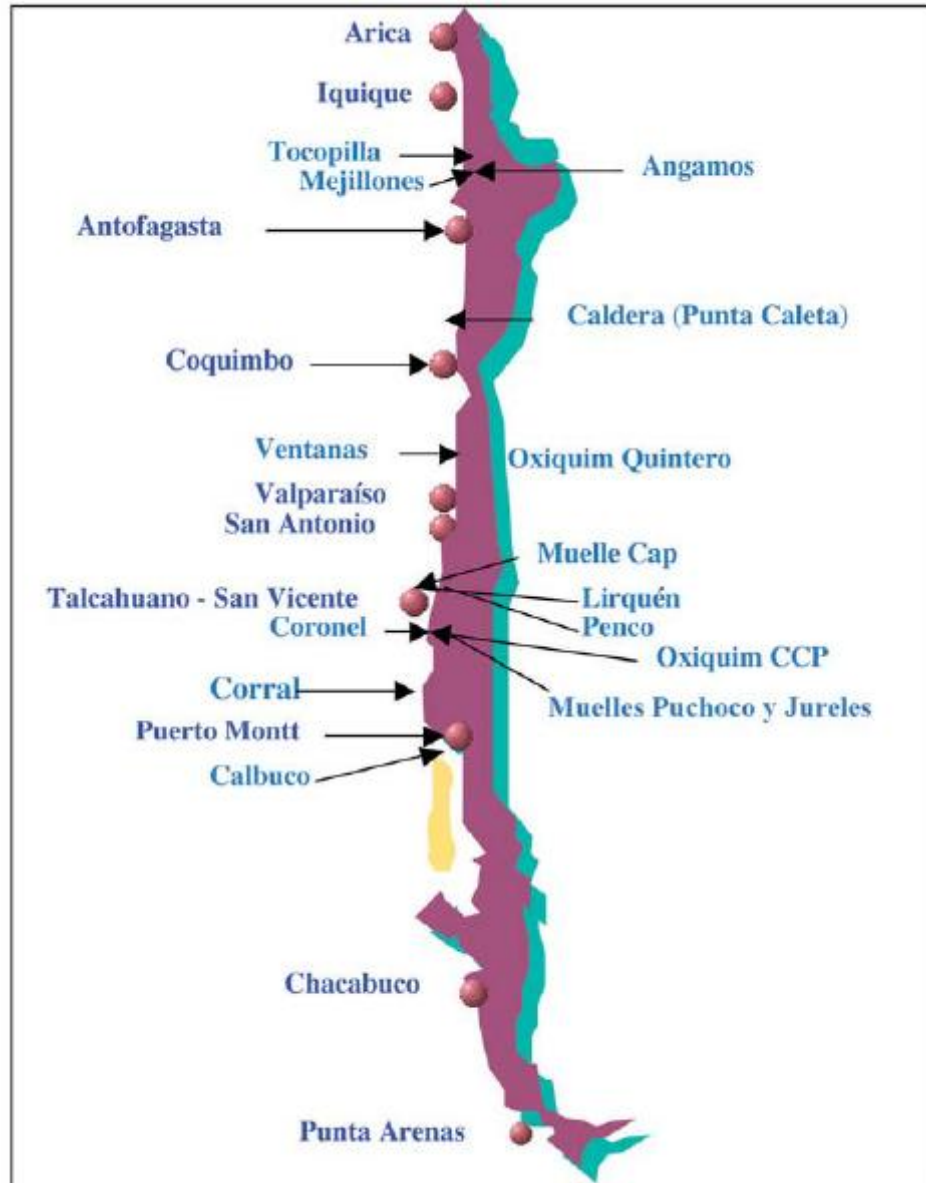 Arica
Iquique
Tocopilla
Mejillones
Angamos
Antofagasta
Caldera (Punta Caleta)
Coquimbo
Ventanas
Oxiquim Quintero
Valparaíso
San Antonio
Muelle Cap
Talcahuano - San Vicente
Lirquén
Coronel
Penco
Oxiquim CCP
Corral
Muelles Puchoco y Jureles
Puerto Montt
Calbuco
Chacabuco
Punta Arenas